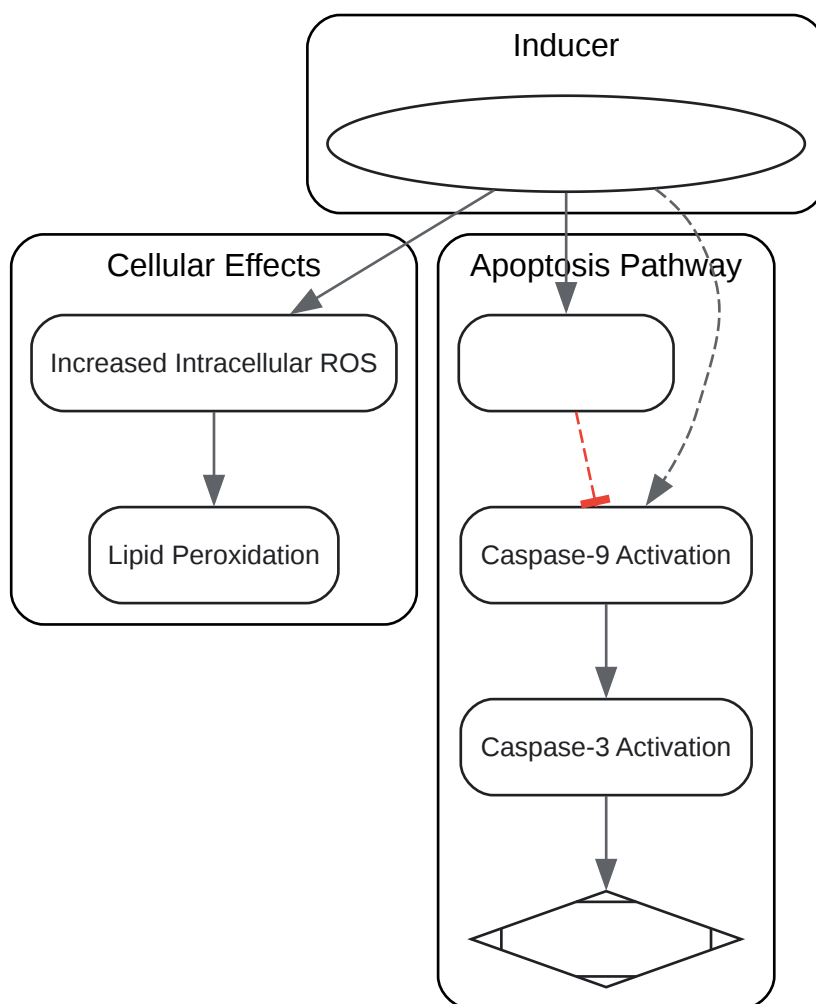 Inducer
Cellular Effects
Increased Intracellular ROS
Lipid Peroxidation
Apoptosis Pathway
Caspase-9 Activation
Caspase-3 Activation